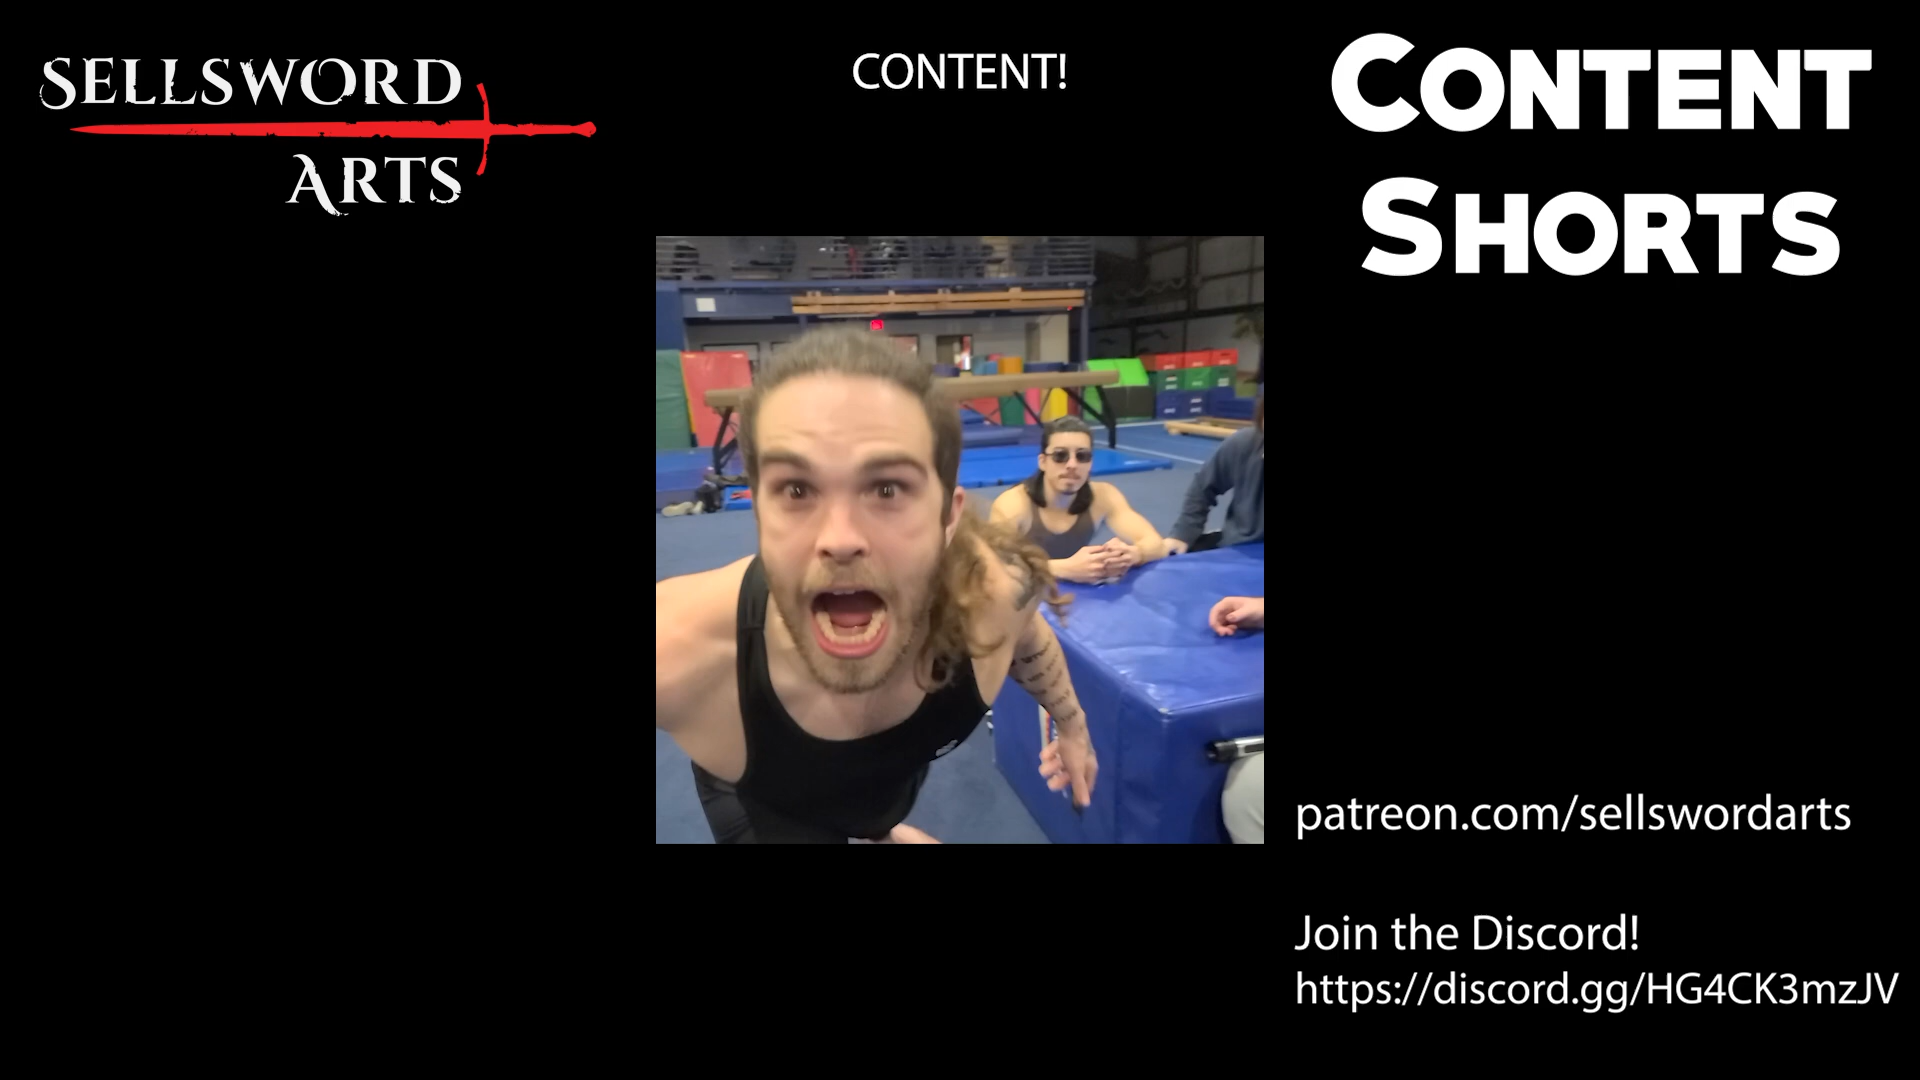 SELLSWORD
ARTS
CONTENT!
CONTENT
SHORTS
patreon.com/sellswordarts
Join the Discord!
https://discord.gg/HG4CK3mzJV